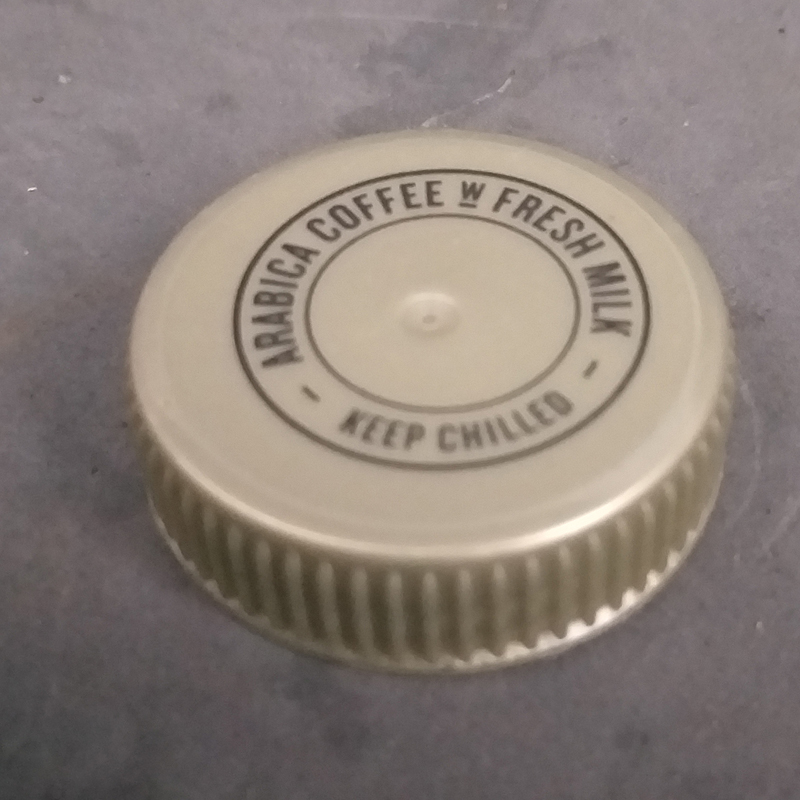 ARABICA COFFEE W FRESH MILK
- KEEP CHILLED -